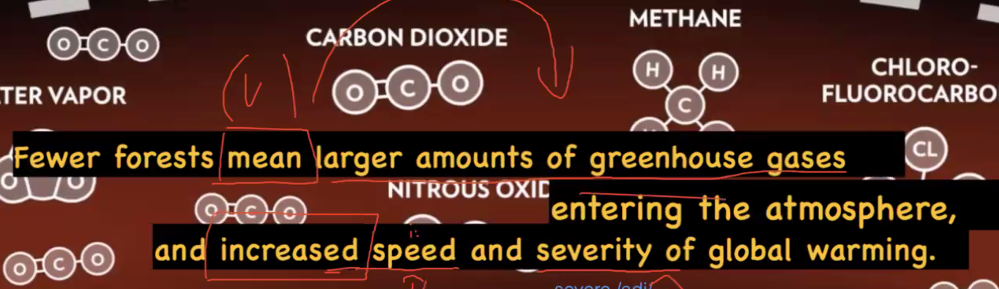 METHANE
CARBON DIOXIDE
O C O
O C O
H H
C
CHLORO-
FLUOROCARBO
TER VAPOR
Fewer forests mean larger amounts of greenhouse gases
CL
O O
NITROUS OXID
O C O
entering the atmosphere,
and increased speed and severity of global warming.
O C O
severe /adj/